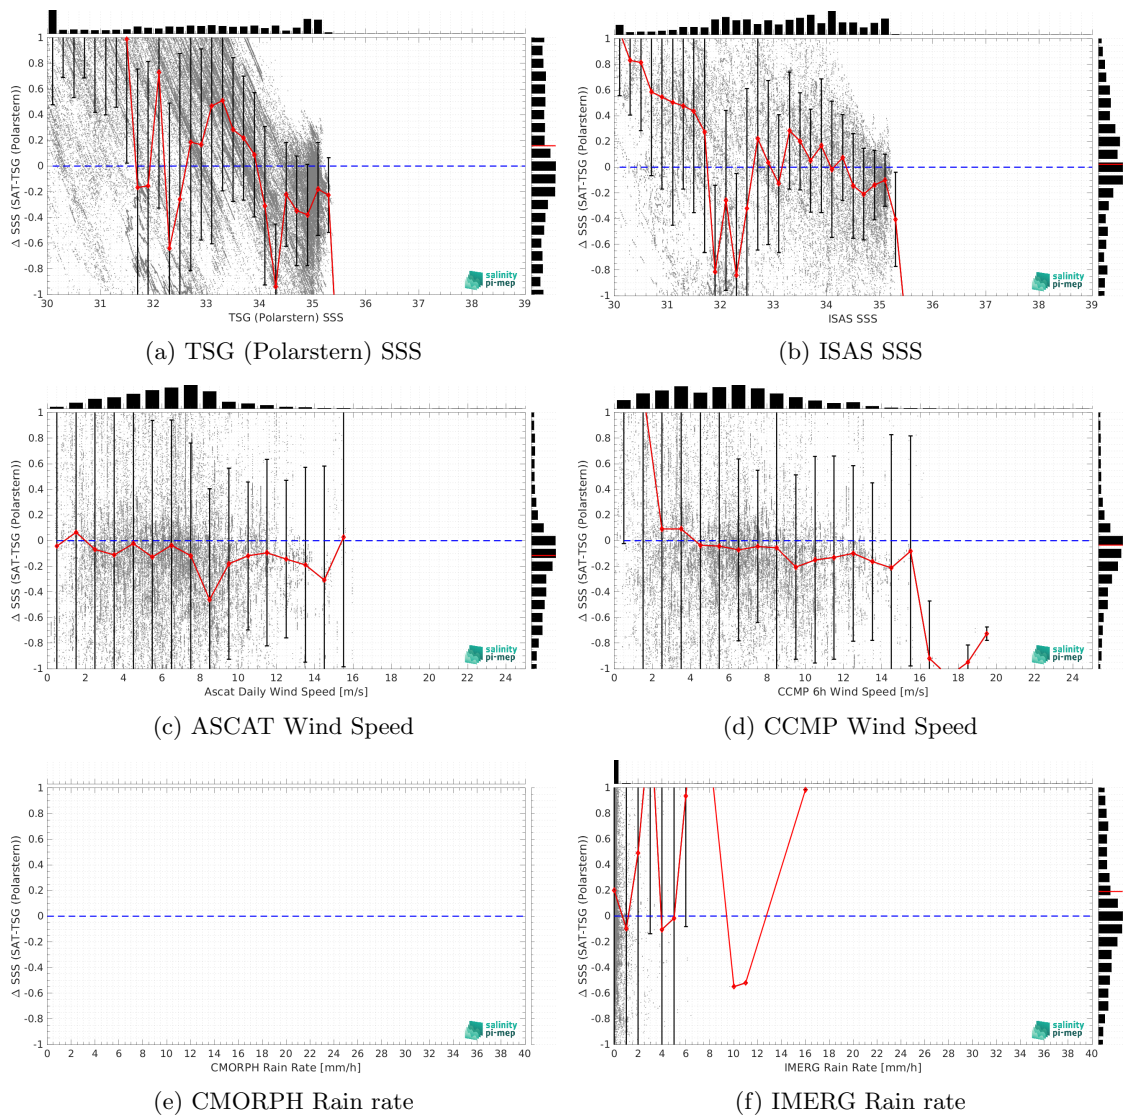 1
0.8
0.6
0.4
0.2
0
-0.2
-0.4
-0.6
-0.8
-1
Δ SSS (SAT-TSG (Polarstern))
30 31 32 33 34 35 36 37 38 39
TSG (Polarstern) SSS
salinity
pi-mep
(a) TSG (Polarstern) SSS
1
0.8
0.6
0.4
0.2
0
-0.2
-0.4
-0.6
-0.8
-1
Δ SSS (SAT-TSG (Polarstern))
30 31 32 33 34 35 36 37 38 39
ISAS SSS
salinity
pi-mep
(b) ISAS SSS
1
0.8
0.6
0.4
0.2
0
-0.2
-0.4
-0.6
-0.8
-1
Δ SSS (SAT-TSG (Polarstern))
0 2 4 6 8 10 12 14 16 18 20 22 24
Ascat Daily Wind Speed [m/s]
salinity
pi-mep
(c) ASCAT Wind Speed
1
0.8
0.6
0.4
0.2
0
-0.2
-0.4
-0.6
-0.8
-1
Δ SSS (SAT-TSG (Polarstern))
0 2 4 6 8 10 12 14 16 18 20 22 24
CCMP 6h Wind Speed [m/s]
salinity
pi-mep
(d) CCMP Wind Speed
1
0.8
0.6
0.4
0.2
0
-0.2
-0.4
-0.6
-0.8
-1
Δ SSS (SAT-TSG (Polarstern))
0 2 4 6 8 10 12 14 16 18 20 22 24 26 28 30 32 34 36 38 40
CMORPH Rain Rate [mm/h]
salinity
pi-mep
(e) CMORPH Rain rate
1
0.8
0.6
0.4
0.2
0
-0.2
-0.4
-0.6
-0.8
-1
Δ SSS (SAT-TSG (Polarstern))
0 2 4 6 8 10 12 14 16 18 20 22 24 26 28 30 32 34 36 38 40
IMERG Rain Rate [mm/h]
salinity
pi-mep
(f) IMERG Rain rate